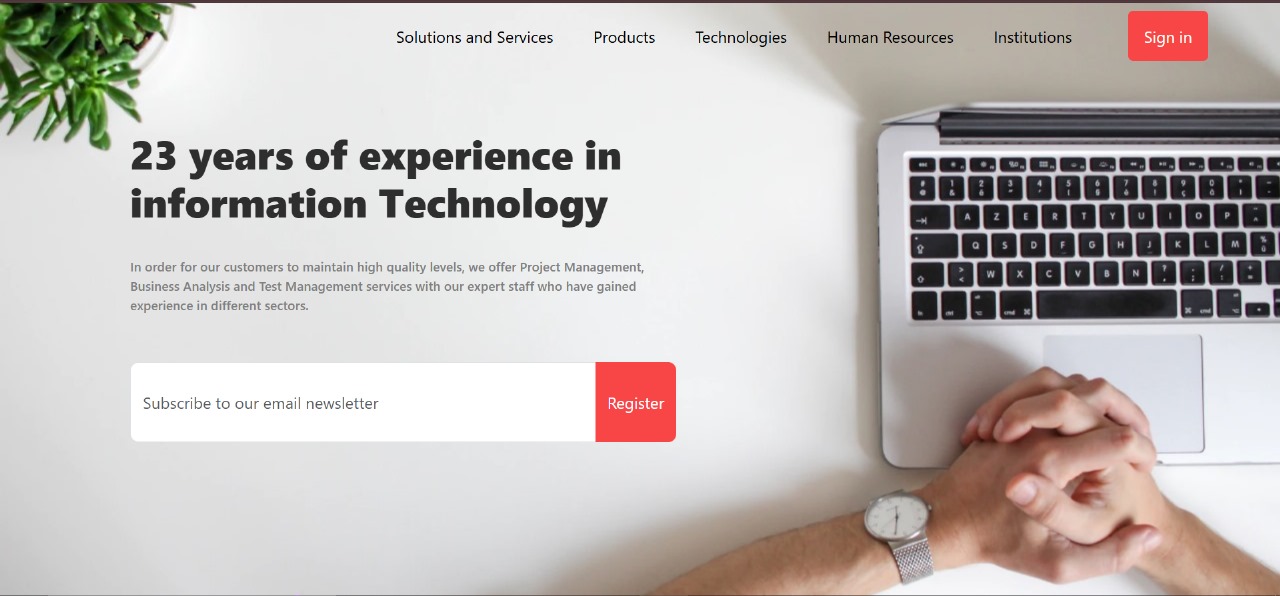 Solutions and Services Products Technologies Human Resources Institutions Sign in
23 years of experience in
information Technology
In order for our customers to maintain high quality levels, we offer Project Management,
Business Analysis and Test Management services with our expert staff who have gained
experience in different sectors.
Subscribe to our email newsletter Register
A Z E R T Y U I O P
Q S D F G H J K L M
W X C V B N